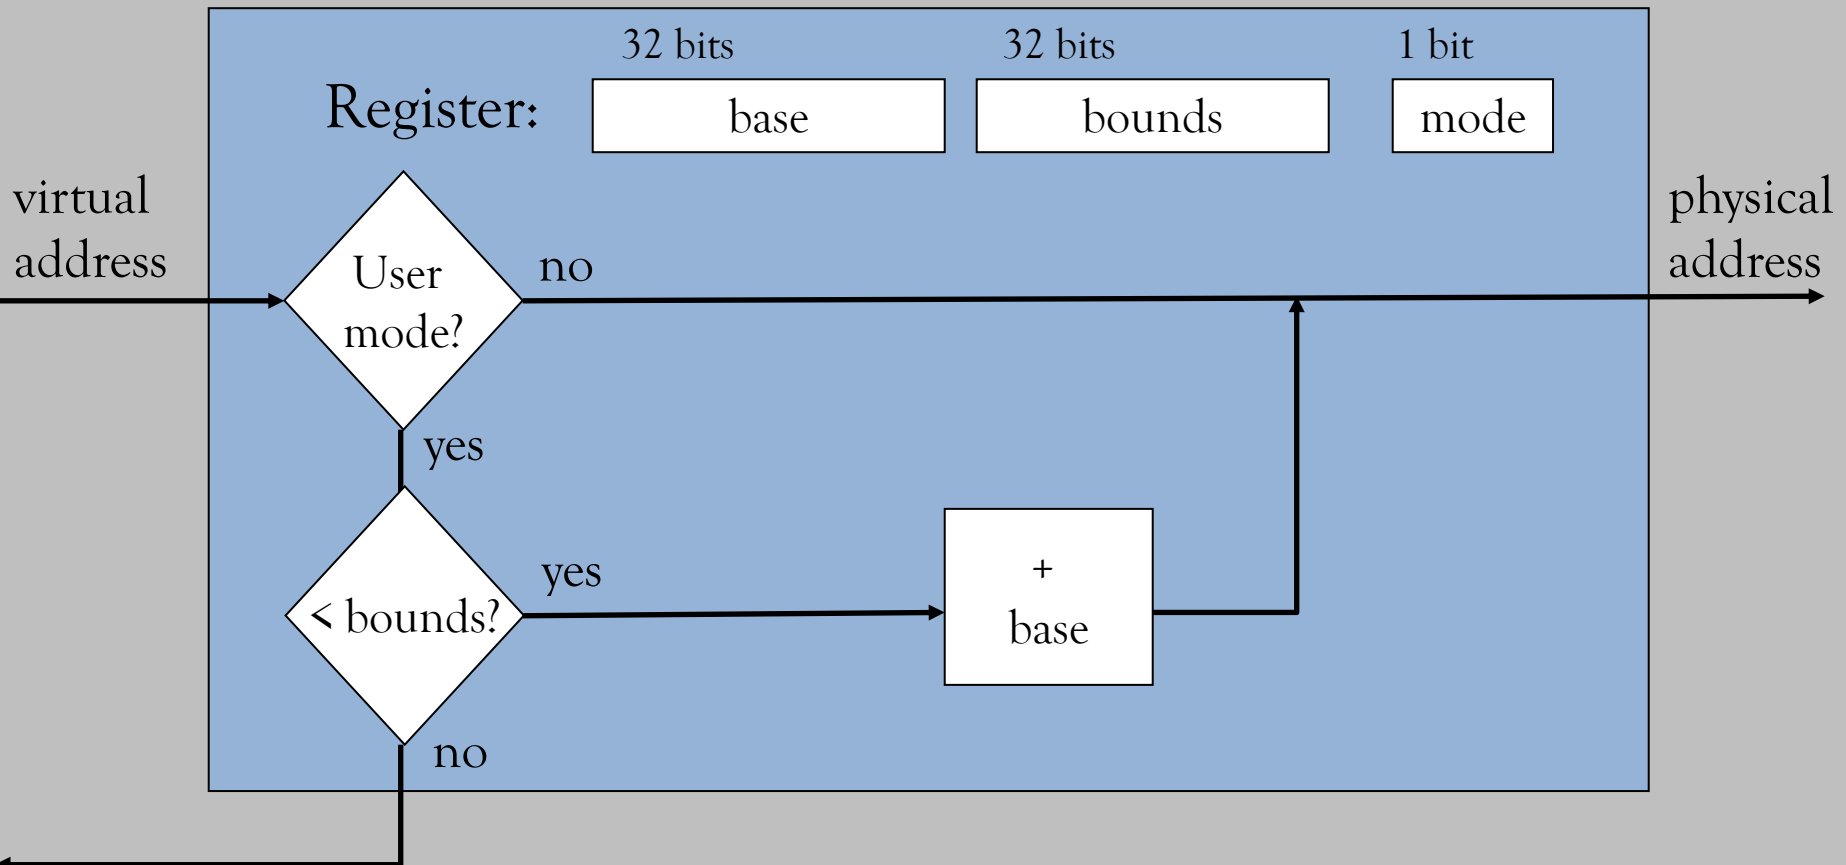 32 bits
32 bits
1 bit
Register:
base
bounds
mode
virtual
address
physical
address
User
mode?
no
yes
< bounds?
yes
+
base
no